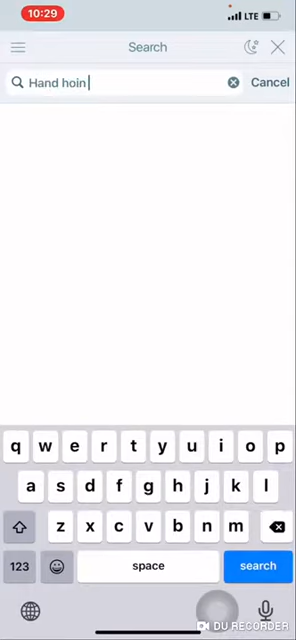 10:29
LTE
Search
Hand hoin
Cancel
q w e r t y u i o p
a s d f g h j k l
z x c v b n m
123 space search
DU RECORDER